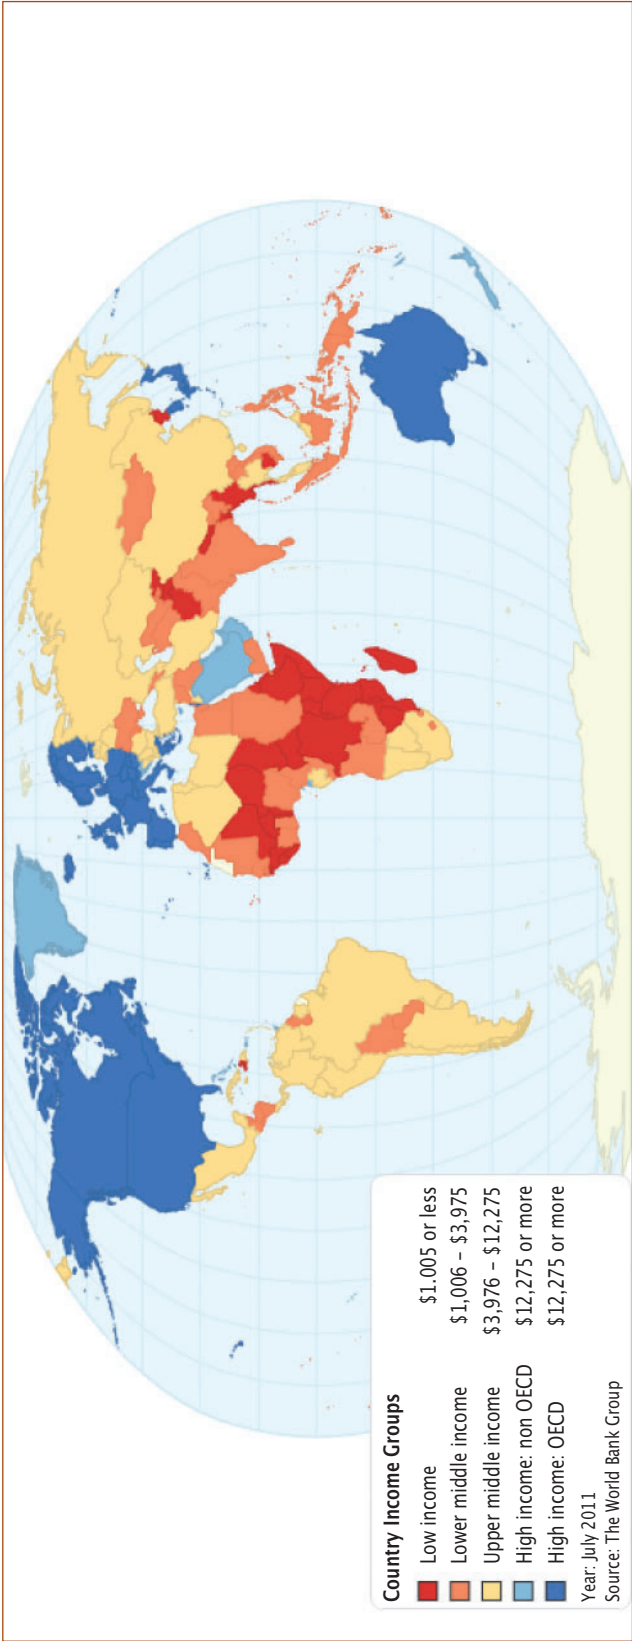 Country Income Groups
Low income $1.005 or less
Lower middle income $1,006 – $3,975
Upper middle income $3,976 – $12,275
High income: non OECD $12,275 or more
High income: OECD $12,275 or more
Year: July 2011
Source: The World Bank Group